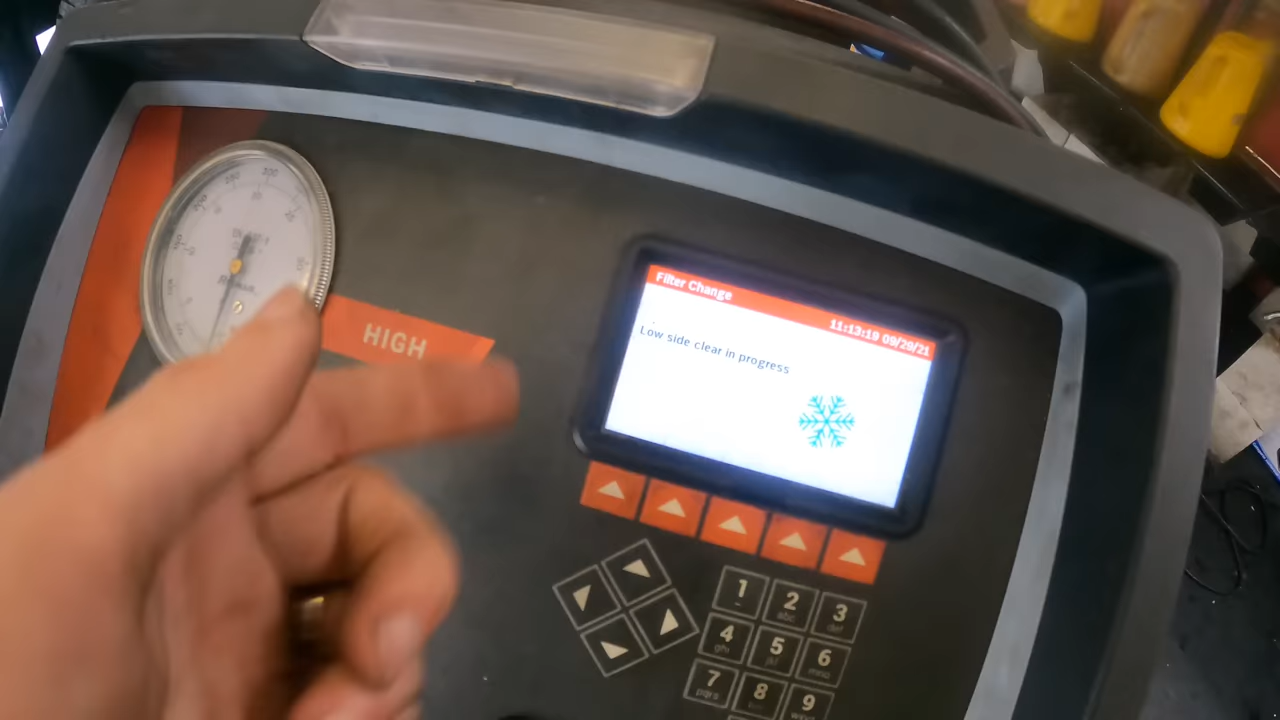 HIGH
Filter Change
11:13:19 09/29/21
Low side clear in progress
1
2
abc
3
def
4
ghi
5
jkl
6
mno
7
pqrs
8
9